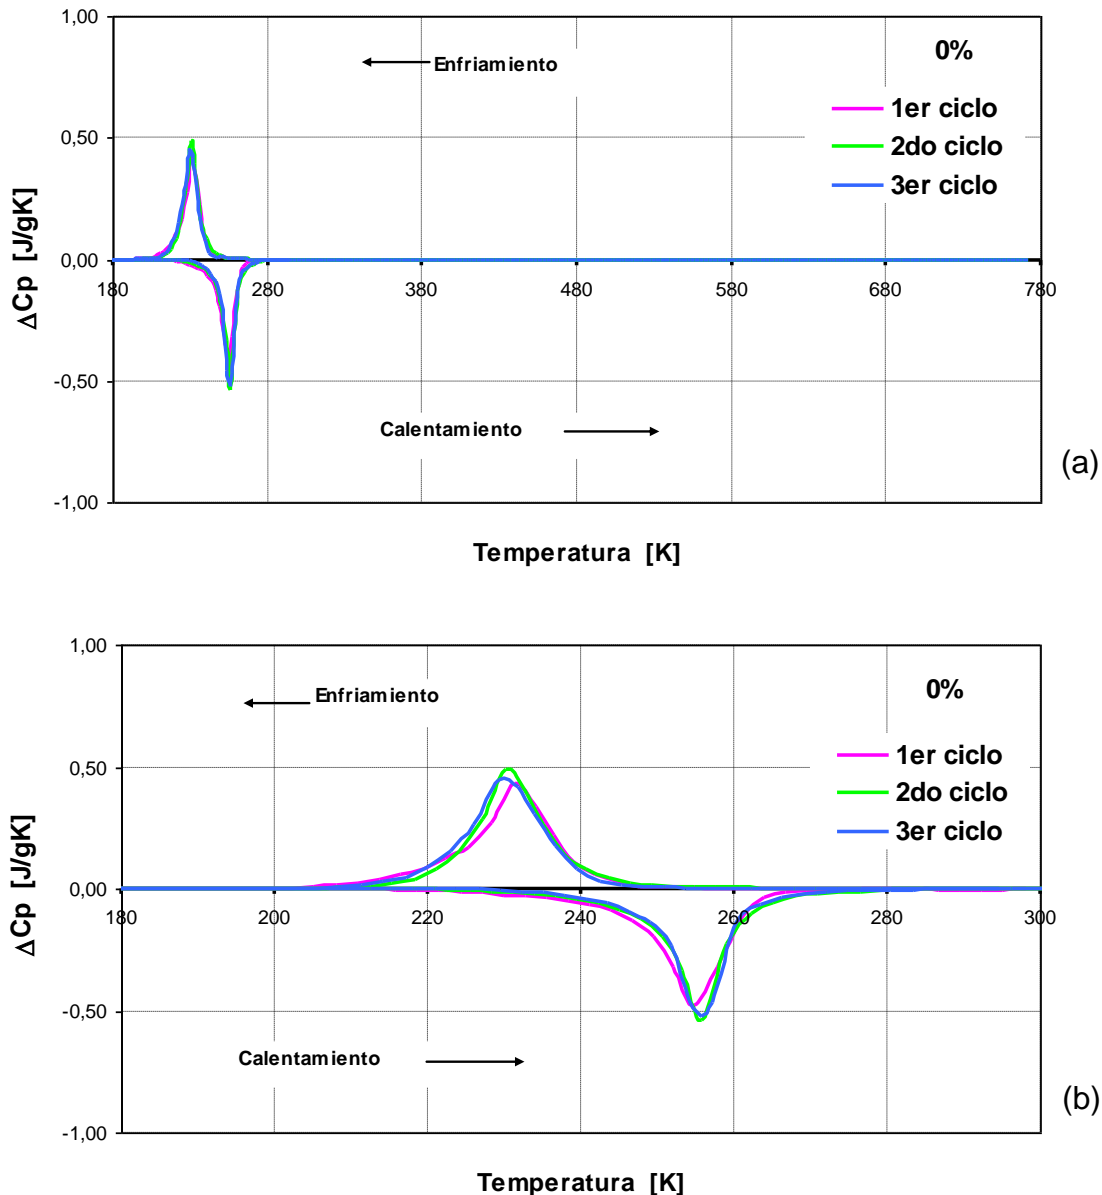 1,00
0%
Enfriamiento
1er ciclo
0,50
2do ciclo
3er ciclo
ΔCp [J/gK]
0,00
180 280 380 480 580 680 780
-0,50
Calentamiento
(a)
-1,00
Temperatura [K]
1,00
0%
Enfriamiento
1er ciclo
0,50
2do ciclo
3er ciclo
ΔCp [J/gK]
0,00
180 200 220 240 260 280 300
-0,50
Calentamiento
(b)
-1,00
Temperatura [K]